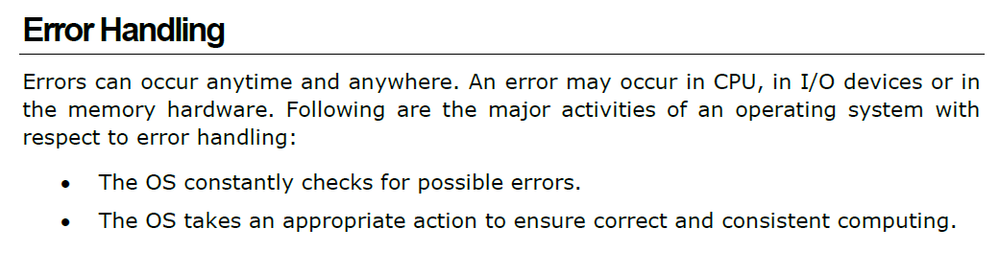 Error Handling
Errors can occur anytime and anywhere. An error may occur in CPU, in I/O devices or in
the memory hardware. Following are the major activities of an operating system with
respect to error handling:
• The OS constantly checks for possible errors.
• The OS takes an appropriate action to ensure correct and consistent computing.